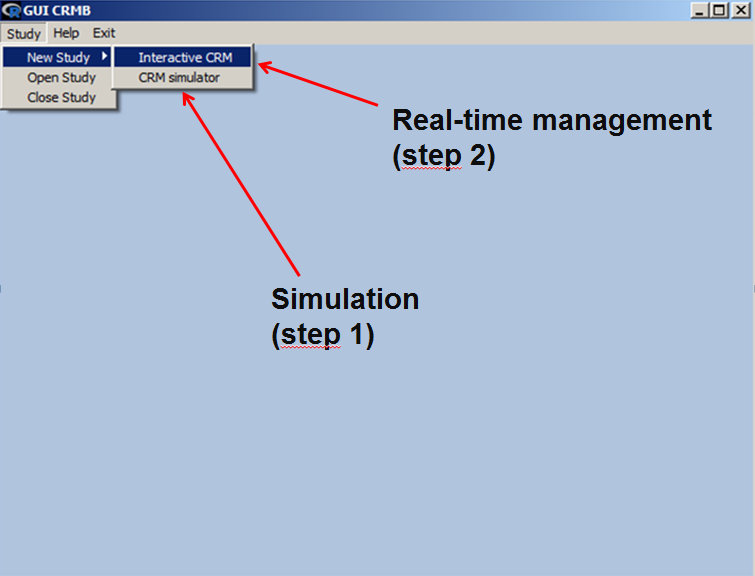 GUI CRMB
Study Help Exit
New Study Interactive CRM
Open Study CRM simulator
Close Study
Real-time management
(step 2)
Simulation
(step 1)